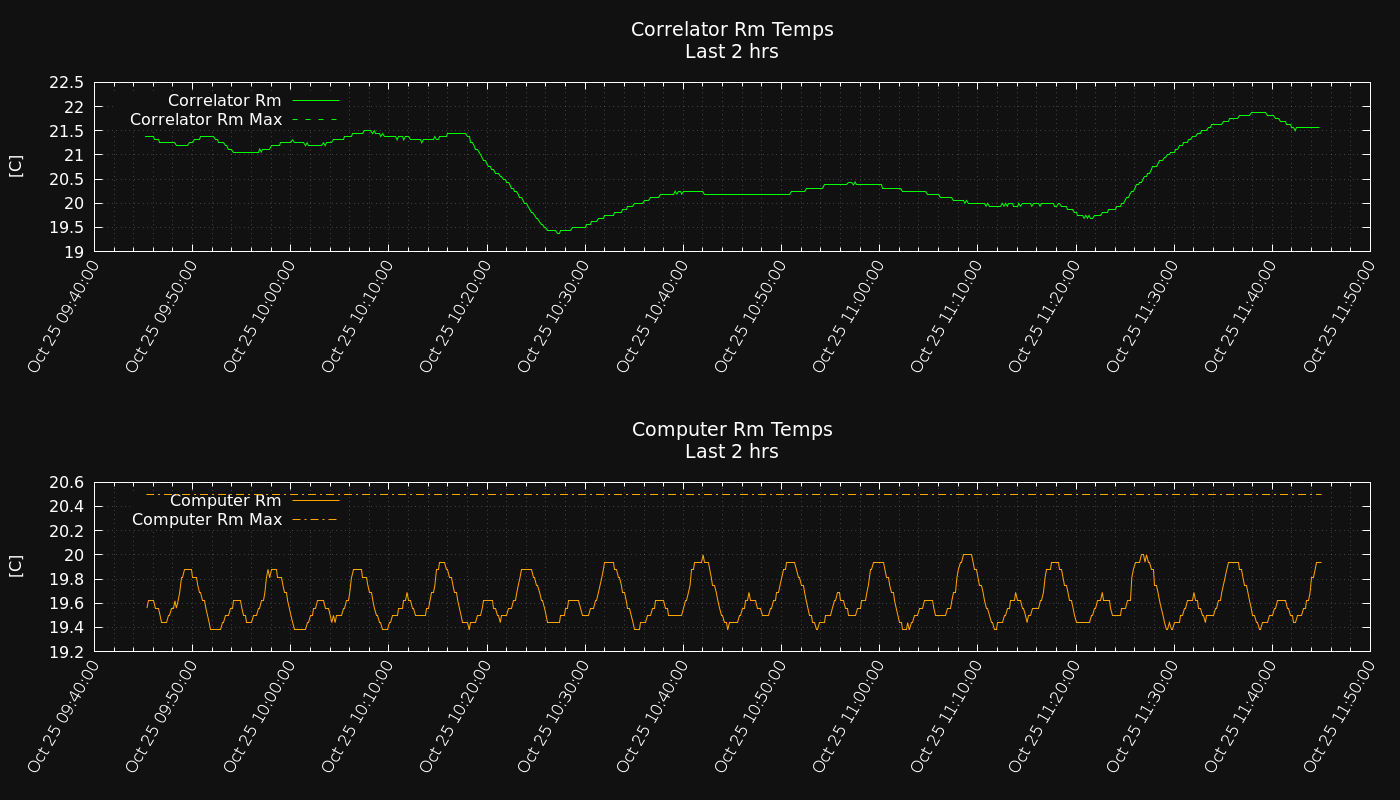 Correlator Rm Temps
Last 2 hrs
22.5
22
21.5
21
20.5
20
19.5
19
[C]
Correlator Rm
Correlator Rm Max
Oct 25 09:40:00
Oct 25 09:50:00
Oct 25 10:00:00
Oct 25 10:10:00
Oct 25 10:20:00
Oct 25 10:30:00
Oct 25 10:40:00
Oct 25 10:50:00
Oct 25 11:00:00
Oct 25 11:10:00
Oct 25 11:20:00
Oct 25 11:30:00
Oct 25 11:40:00
Oct 25 11:50:00
Computer Rm Temps
Last 2 hrs
20.6
20.4
20.2
20
19.8
19.6
19.4
19.2
[C]
Computer Rm
Computer Rm Max
Oct 25 09:40:00
Oct 25 09:50:00
Oct 25 10:00:00
Oct 25 10:10:00
Oct 25 10:20:00
Oct 25 10:30:00
Oct 25 10:40:00
Oct 25 10:50:00
Oct 25 11:00:00
Oct 25 11:10:00
Oct 25 11:20:00
Oct 25 11:30:00
Oct 25 11:40:00
Oct 25 11:50:00